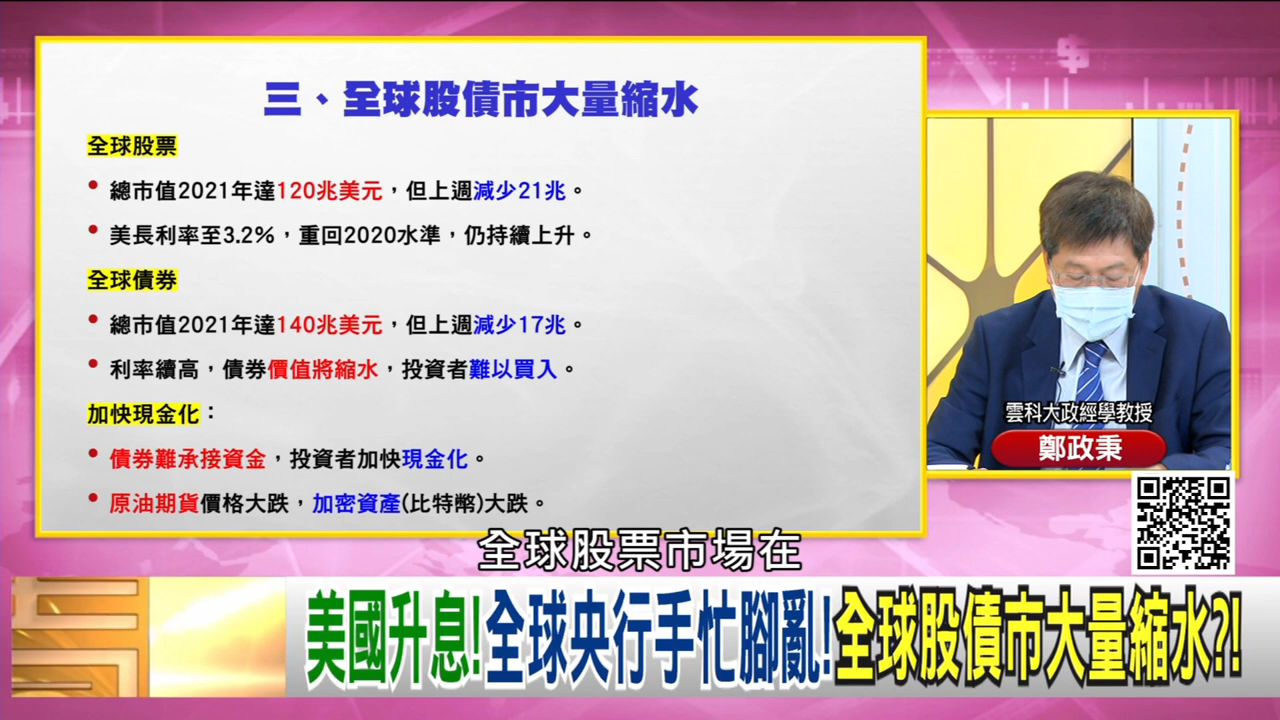 三、全球股債市大量縮水
全球股票
• 總市值2021年達120兆美元，但上週減少21兆。
• 美長利率至3.2%，重回2020水準，仍持續上升。
全球債券
• 總市值2021年達140兆美元，但上週減少17兆。
• 利率續高，債券價值將縮水，投資者難以買入。
加快現金化：
• 債券難承接資金，投資者加快現金化。
• 原油期貨價格大跌，加密資產(比特幣)大跌。
雲科大政經學教授
鄭政秉
全球股票市場在
美國升息!全球央行手忙腳亂!全球股債市大量縮水?!